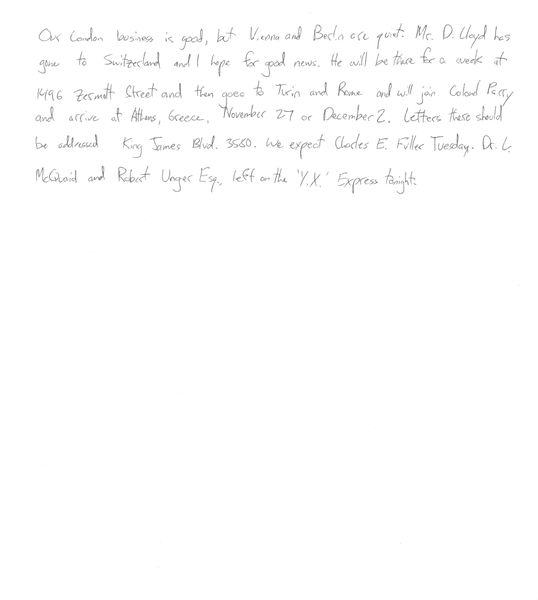 Our London business is good, but Vienna and Berlin are quiet. Mr. D. Lloyd has
gone to Switzerland and I hope for good news. He will be there for a week at
1496 Zermott Street and then goes to Turin and Rome and will join Colonel Parry
and arrive at Athens, Greece, November 27 or December 2. Letters there should
be addressed King James Blvd. 3580. We expect Charles E. Fuller Tuesday. Dr. L.
McQuaid and Robert Unger Esq., left on the 'Y.X.' Express tonight.